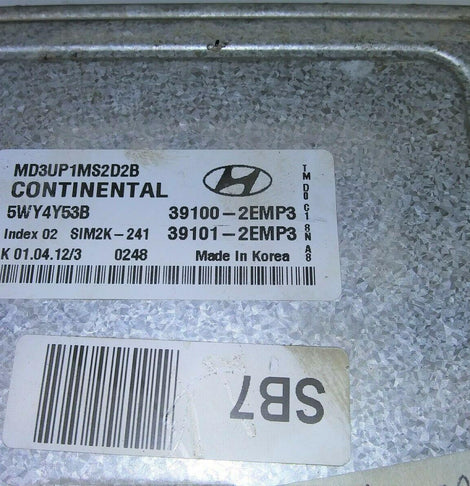 MD3UP1MS2D2B
CONTINENTAL
5WY4Y53B 39100-2EMP3
Index 02 SIM2K-241 39101-2EMP3
K 01.04.12/3 0248 Made in Korea
SB7